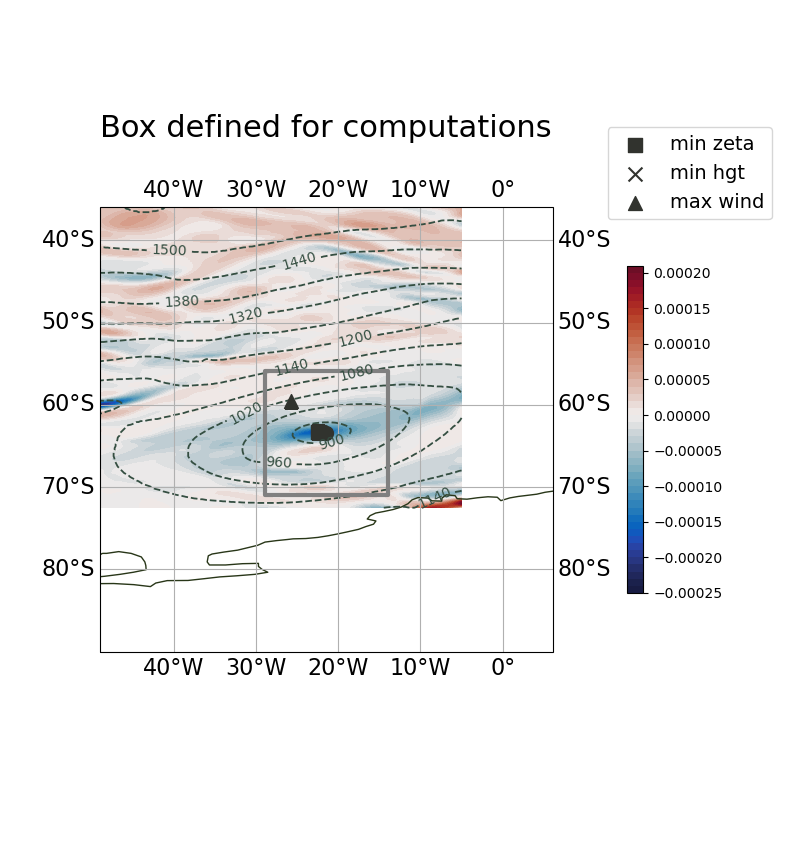 Box defined for computations
min zeta
min hgt
max wind
40°W 30°W 20°W 10°W 0°
40°S 40°S
50°S 50°S
60°S 60°S
70°S 70°S
80°S 80°S
40°W 30°W 20°W 10°W 0°
1500
1440
1380
1320
1200
1140
1080
1020
960
900
1140
0.00020
0.00015
0.00010
0.00005
0.00000
−0.00005
−0.00010
−0.00015
−0.00020
−0.00025